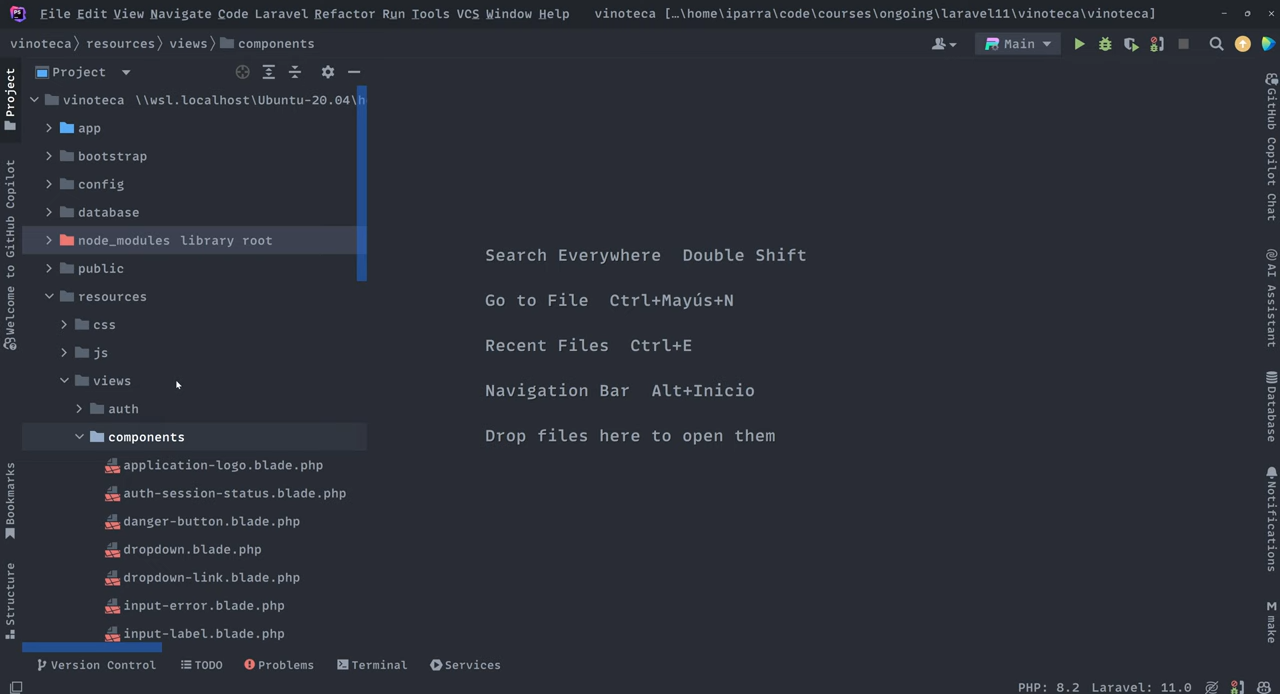 File Edit View Navigate Code Laravel Refactor Run Tools VCS Window Help vinoteca […\home\iparra\code\courses\ongoing\laravel11\vinoteca\vinoteca]
vinoteca resources views components
Main
Project
vinoteca \\wsl.localhost\Ubuntu-20.04\h
app
bootstrap
config
database
node_modules library root
public
resources
css
js
views
auth
components
application-logo.blade.php
auth-session-status.blade.php
danger-button.blade.php
dropdown.blade.php
dropdown-link.blade.php
input-error.blade.php
input-label.blade.php
Search Everywhere Double Shift
Go to File Ctrl+Mayús+N
Recent Files Ctrl+E
Navigation Bar Alt+Inicio
Drop files here to open them
Project
Welcome to GitHub Copilot
Bookmarks
Structure
GitHub Copilot Chat
AI Assistant
Database
Notifications
M make
Version Control TODO Problems Terminal Services
PHP: 8.2 Laravel: 11.0